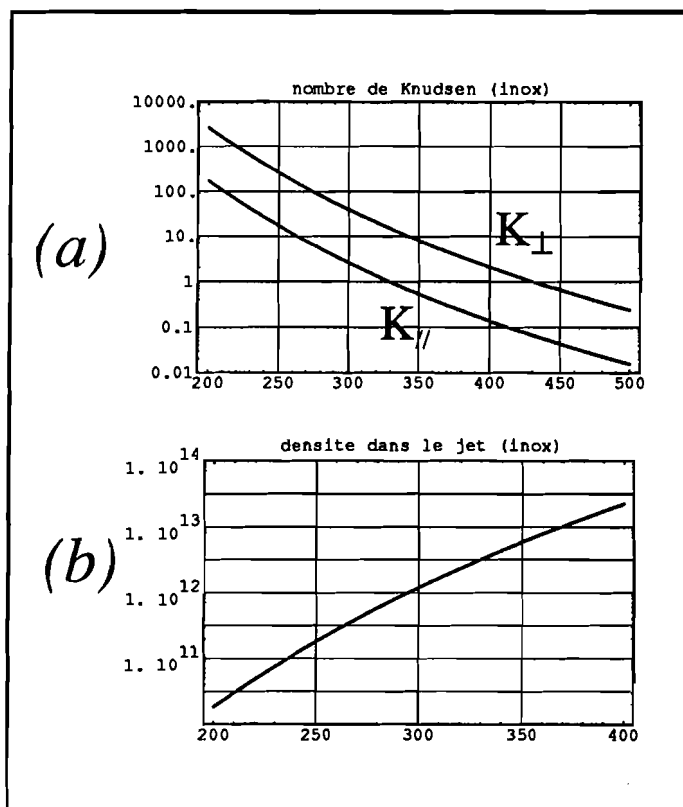 (a)
nombre de Knudsen (inox)
10000.
1000.
100.
10.
1
0.1
0.01
K⊥
K//
200 250 300 350 400 450 500
(b)
densite dans le jet (inox)
1. 10^14
1. 10^13
1. 10^12
1. 10^11
200 250 300 350 400